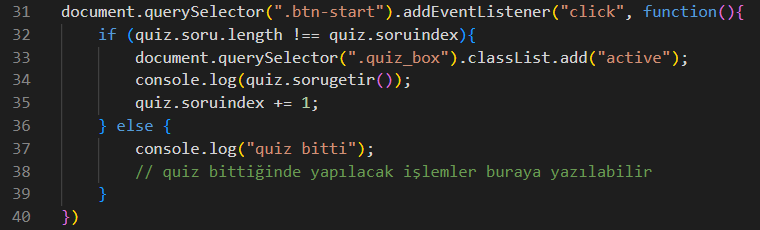 31 document.querySelector(".btn-start").addEventListener("click", function(){
32 if (quiz.soru.length !== quiz.soruindex){
33 document.querySelector(".quiz_box").classList.add("active");
34 console.log(quiz.sorugetir());
35 quiz.soruindex += 1;
36 } else {
37 console.log("quiz bitti");
38 // quiz bittiğinde yapılacak işlemler buraya yazılabilir
39 }
40 })